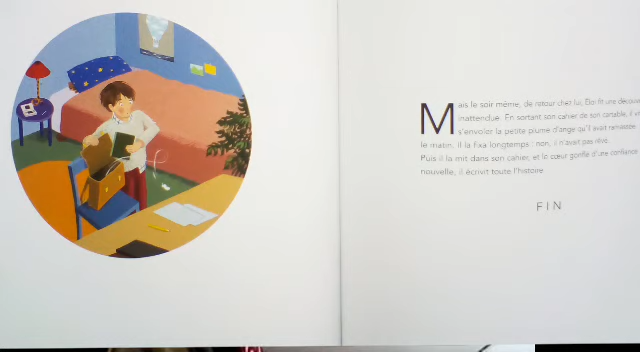 Mais le soir même, de retour chez lui, Elio fit une découve
inattendue. En sortant son cahier de son cartable, il vit
s'envoler la petite plume d'ange qu'il avait ramassée
le matin. Il la fixa longtemps : non, il n'avait pas rêvé.
Puis il la mit dans son cahier, et le cœur gonflé d'une confiance
nouvelle, il écrivit toute l'histoire.
FIN